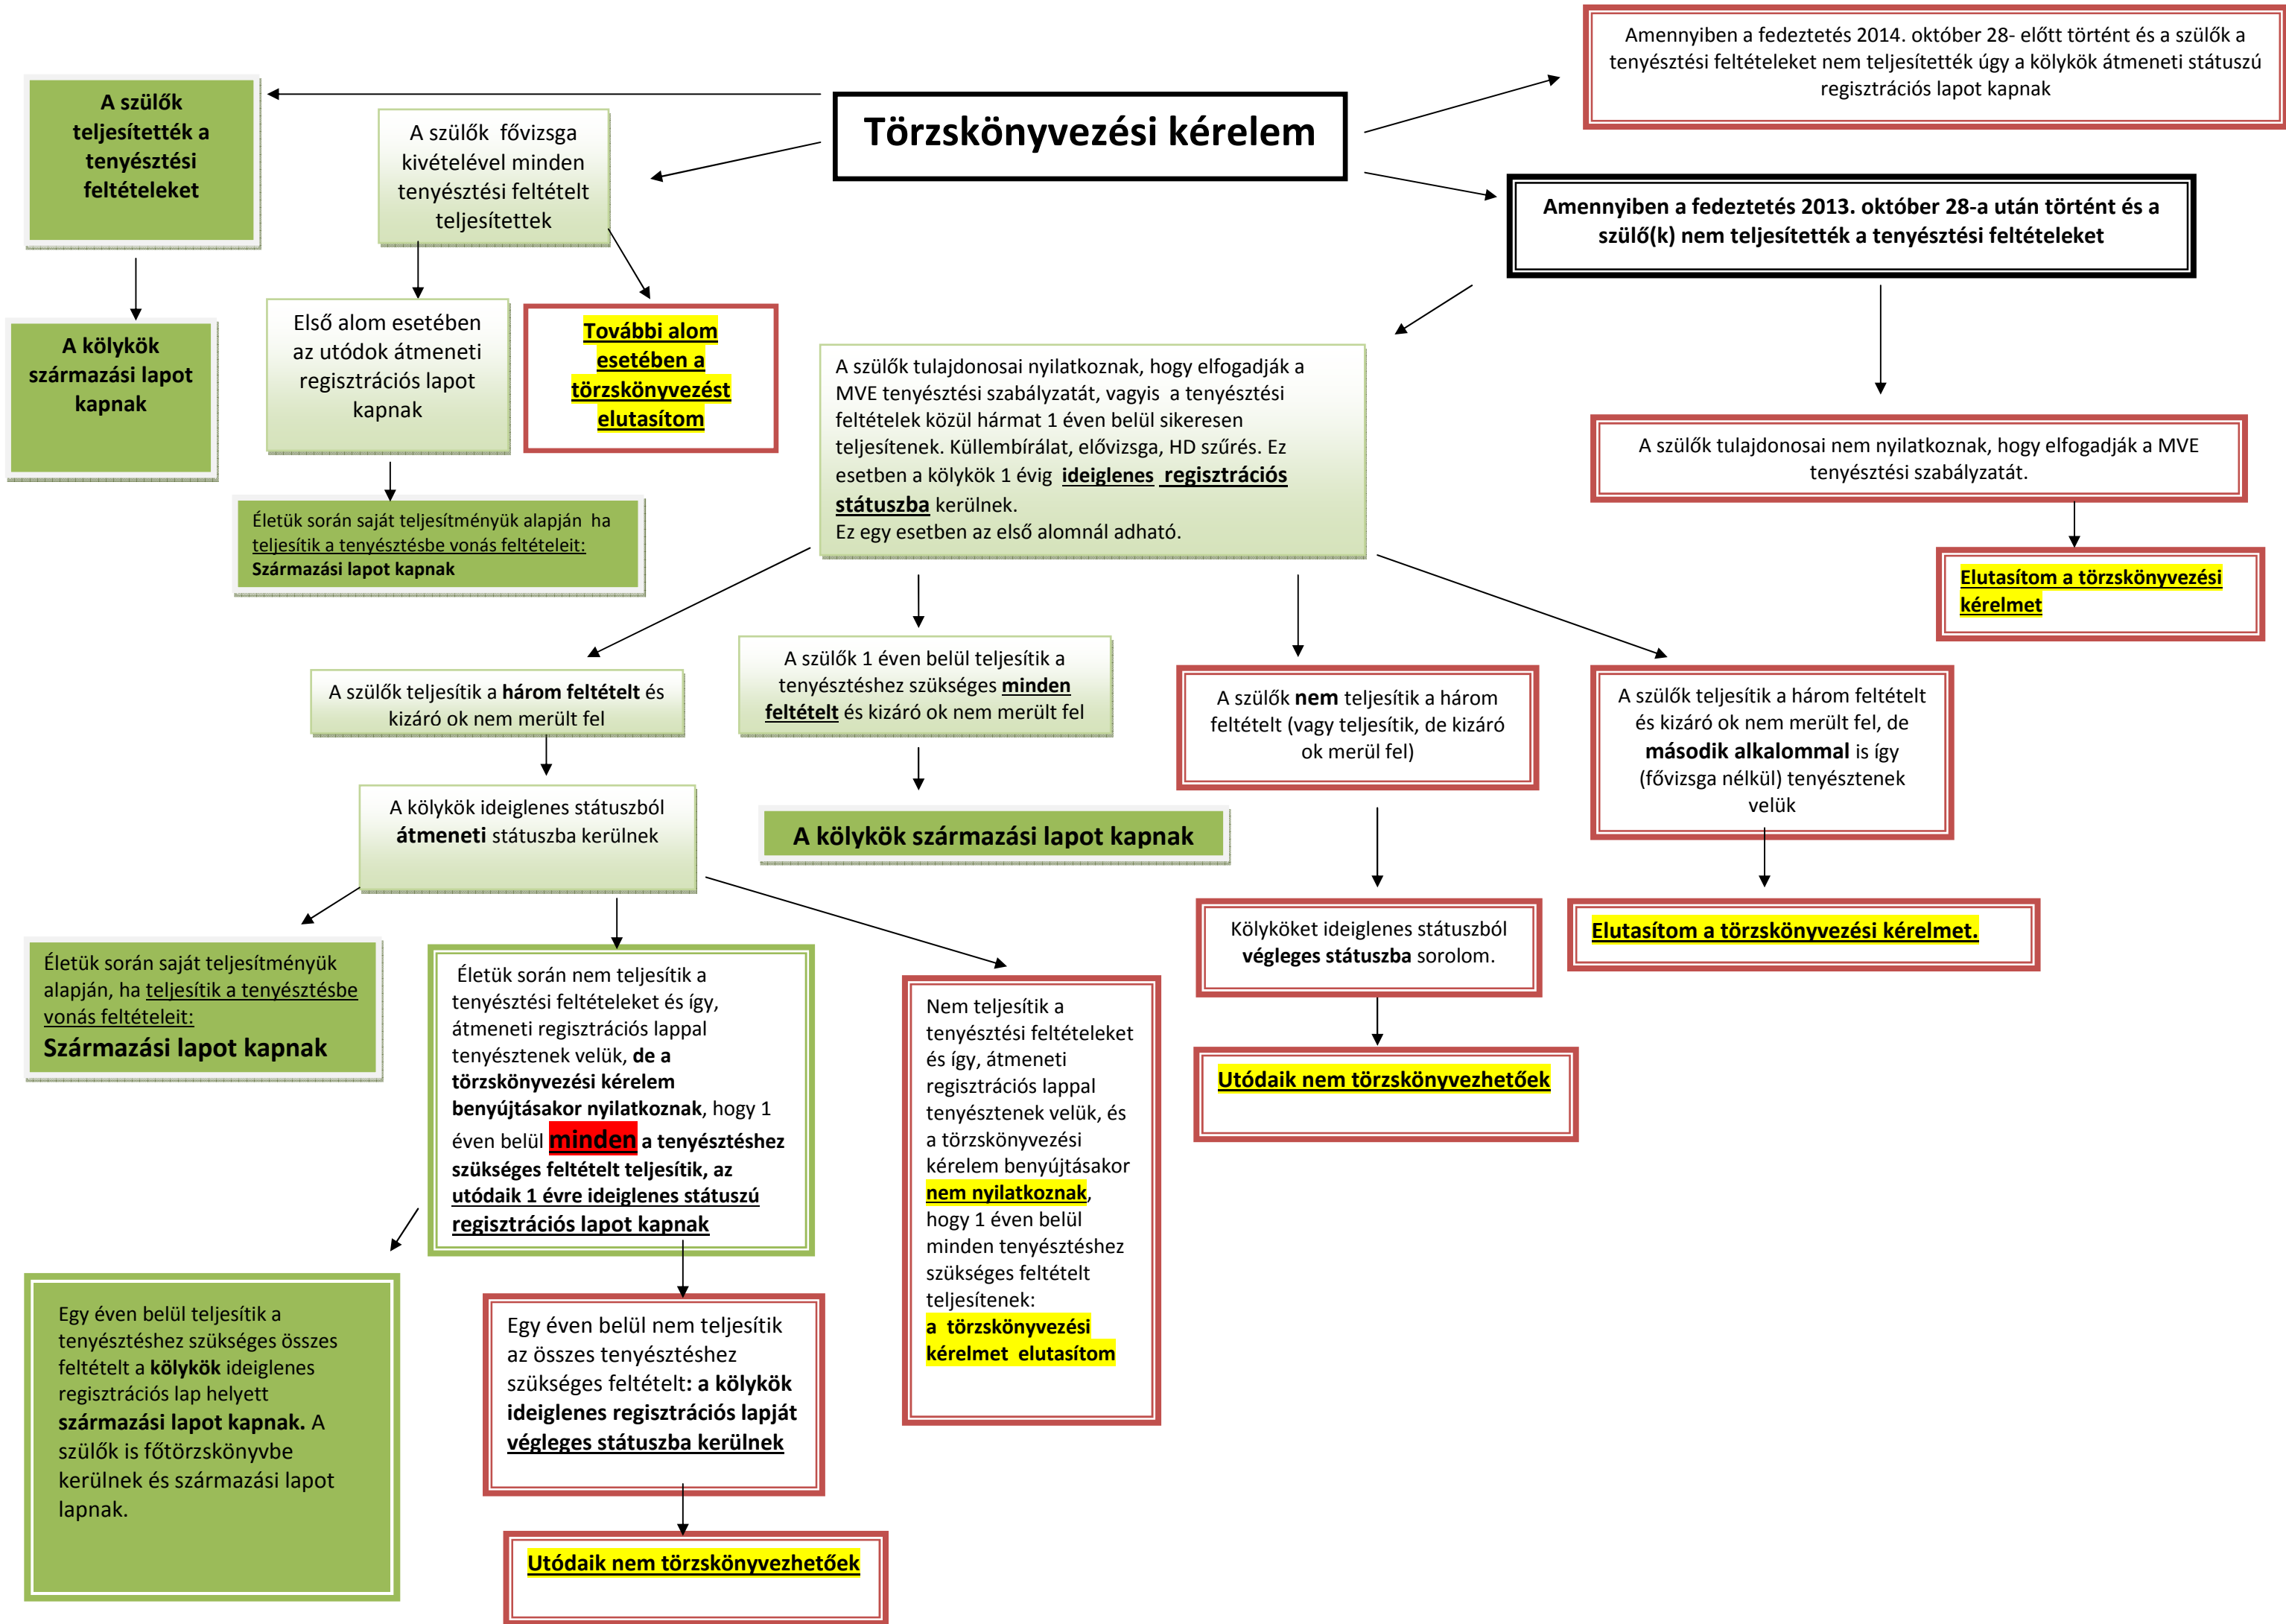 Törzskönyvezési kérelem
Amennyiben a fedeztetés 2014. október 28- előtt történt és a szülők a
tenyésztési feltételeket nem teljesítették úgy a kölykök átmeneti státuszú
regisztrációs lapot kapnak
A szülők
teljesítették a
tenyésztési
feltételeket
A szülők fővizsga
kivételével minden
tenyésztési feltételt
teljesítettek
Amennyiben a fedeztetés 2013. október 28-a után történt és a
szülő(k) nem teljesítették a tenyésztési feltételeket
A kölykök
származási lapot
kapnak
Első alom esetében
az utódok átmeneti
regisztrációs lapot
kapnak
További alom
esetében a
törzskönyvezést
elutasítom
A szülők tulajdonosai nyilatkoznak, hogy elfogadják a
MVE tenyésztési szabályzatát, vagyis a tenyésztési
feltételek közül hármat 1 éven belül sikeresen
teljesítenek. Küllembírálat, elővizsga, HD szűrés. Ez
esetben a kölykök 1 évig ideiglenes regisztrációs
státuszba kerülnek.
Ez egy esetben az első alomnál adható.
A szülők tulajdonosai nem nyilatkoznak, hogy elfogadják a MVE
tenyésztési szabályzatát.
Életük során saját teljesítményük alapján ha
teljesítik a tenyésztésbe vonás feltételeit:
Származási lapot kapnak
Elutasítom a törzskönyvezési
kérelmet
A szülők teljesítik a három feltételt és
kizáró ok nem merült fel
A szülők 1 éven belül teljesítik a
tenyésztéshez szükséges minden
feltételt és kizáró ok nem merült fel
A szülők nem teljesítik a három
feltételt (vagy teljesítik, de kizáró
ok merül fel)
A szülők teljesítik a három feltételt
és kizáró ok nem merült fel, de
második alkalommal is így
(fővizsga nélkül) tenyésztenek
velük
A kölykök ideiglenes státuszból
átmeneti státuszba kerülnek
A kölykök származási lapot kapnak
Kölyköket ideiglenes státuszból
végleges státuszba sorolom.
Elutasítom a törzskönyvezési kérelmet.
Életük során saját teljesítményük
alapján, ha teljesítik a tenyésztésbe
vonás feltételeit:
Származási lapot kapnak
Életük során nem teljesítik a
tenyésztési feltételeket és így,
átmeneti regisztrációs lappal
tenyésztenek velük, de a
törzskönyvezési kérelem
benyújtásakor nyilatkoznak, hogy 1
éven belül minden a tenyésztéshez
szükséges feltételt teljesítik, az
utódaik 1 évre ideiglenes státuszú
regisztrációs lapot kapnak
Nem teljesítik a
tenyésztési feltételeket
és így, átmeneti
regisztrációs lappal
tenyésztenek velük, és
a törzskönyvezési
kérelem benyújtásakor
nem nyilatkoznak,
hogy 1 éven belül
minden tenyésztéshez
szükséges feltételt
teljesítenek:
a törzskönyvezési
kérelmet elutasítom
Utódaik nem törzskönyvezhetőek
Egy éven belül teljesítik a
tenyésztéshez szükséges összes
feltételt a kölykök ideiglenes
regisztrációs lap helyett
származási lapot kapnak. A
szülők is főtörzskönyvbe
kerülnek és származási lapot
lapnak.
Egy éven belül nem teljesítik
az összes tenyésztéshez
szükséges feltételt: a kölykök
ideiglenes regisztrációs lapját
végleges státuszba kerülnek
Utódaik nem törzskönyvezhetőek